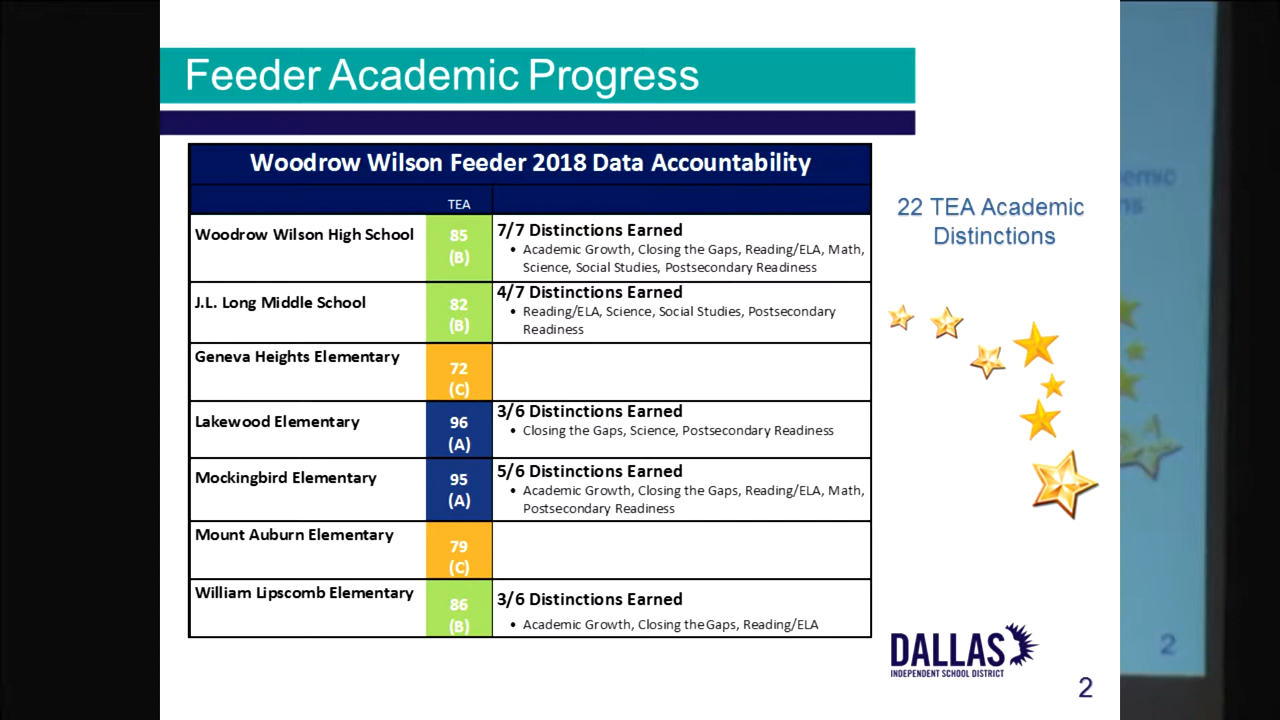 Feeder Academic Progress
Woodrow Wilson Feeder 2018 Data Accountability
TEA
Woodrow Wilson High School
85
(B)
7/7 Distinctions Earned
• Academic Growth, Closing the Gaps, Reading/ELA, Math,
Science, Social Studies, Postsecondary Readiness
J.L. Long Middle School
82
(B)
4/7 Distinctions Earned
• Reading/ELA, Science, Social Studies, Postsecondary
Readiness
Geneva Heights Elementary
72
(C)
Lakewood Elementary
96
(A)
3/6 Distinctions Earned
• Closing the Gaps, Science, Postsecondary Readiness
Mockingbird Elementary
95
(A)
5/6 Distinctions Earned
• Academic Growth, Closing the Gaps, Reading/ELA, Math,
Postsecondary Readiness
Mount Auburn Elementary
79
(C)
William Lipscomb Elementary
86
(B)
3/6 Distinctions Earned
• Academic Growth, Closing the Gaps, Reading/ELA
22 TEA Academic
Distinctions
DALLAS
INDEPENDENT SCHOOL DISTRICT
2
2